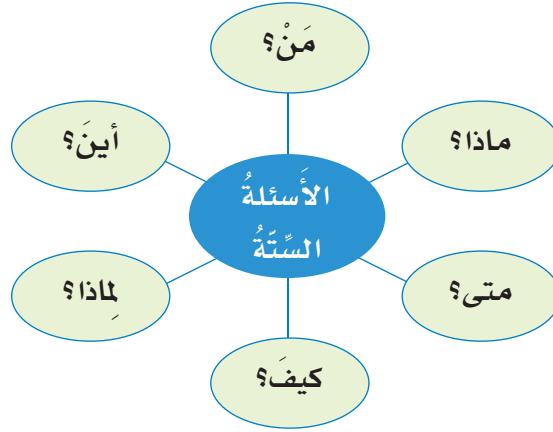 مَنْ؟
ماذا؟
أينَ؟
الأَسئلةُ
السِّتّةُ
متى؟
لِماذا؟
كيفَ؟